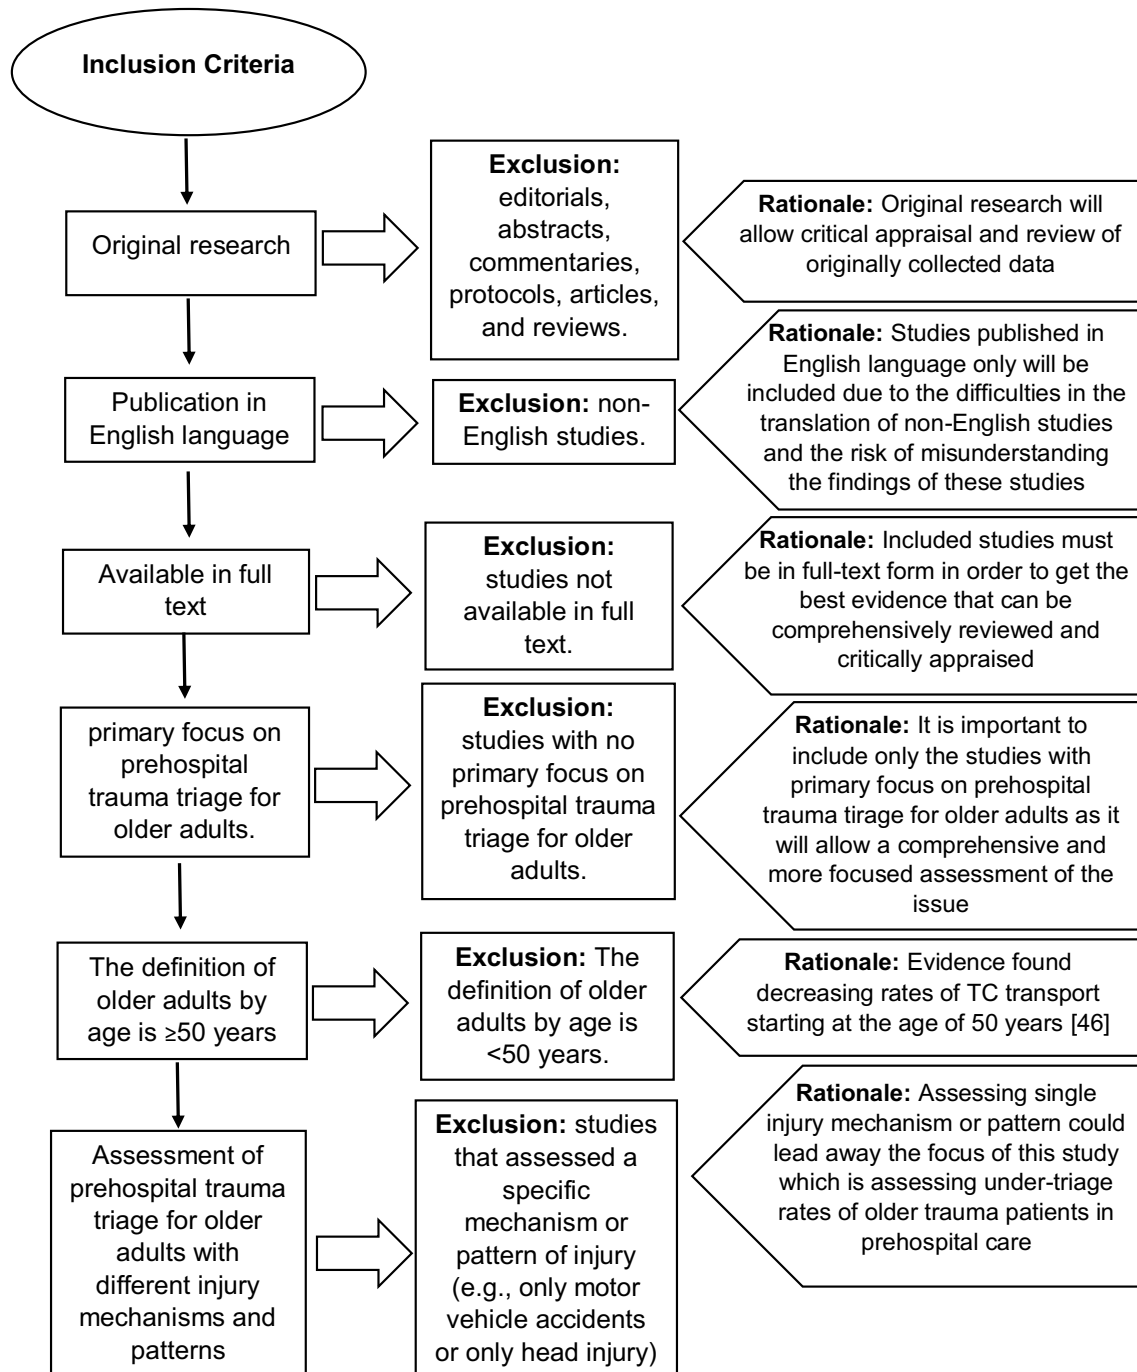 Inclusion Criteria
Original research
Exclusion:
editorials,
abstracts,
commentaries,
protocols, articles,
and reviews.
Rationale: Original research will
allow critical appraisal and review of
originally collected data
Publication in
English language
Exclusion: non-
English studies.
Rationale: Studies published in
English language only will be
included due to the difficulties in the
translation of non-English studies
and the risk of misunderstanding
the findings of these studies
Available in full
text
Exclusion:
studies not
available in full
text.
Rationale: Included studies must
be in full-text form in order to get the
best evidence that can be
comprehensively reviewed and
critically appraised
primary focus on
prehospital
trauma triage for
older adults.
Exclusion:
studies with no
primary focus on
prehospital trauma
triage for older
adults.
Rationale: It is important to
include only the studies with
primary focus on prehospital
trauma tirage for older adults as it
will allow a comprehensive and
more focused assessment of the
issue
The definition of
older adults by
age is ≥50 years
Exclusion: The
definition of older
adults by age is
<50 years.
Rationale: Evidence found
decreasing rates of TC transport
starting at the age of 50 years [46]
Assessment of
prehospital trauma
triage for older
adults with
different injury
mechanisms and
patterns
Exclusion: studies
that assessed a
specific
mechanism or
pattern of injury
(e.g., only motor
vehicle accidents
or only head injury)
Rationale: Assessing single
injury mechanism or pattern could
lead away the focus of this study
which is assessing under-triage
rates of older trauma patients in
prehospital care